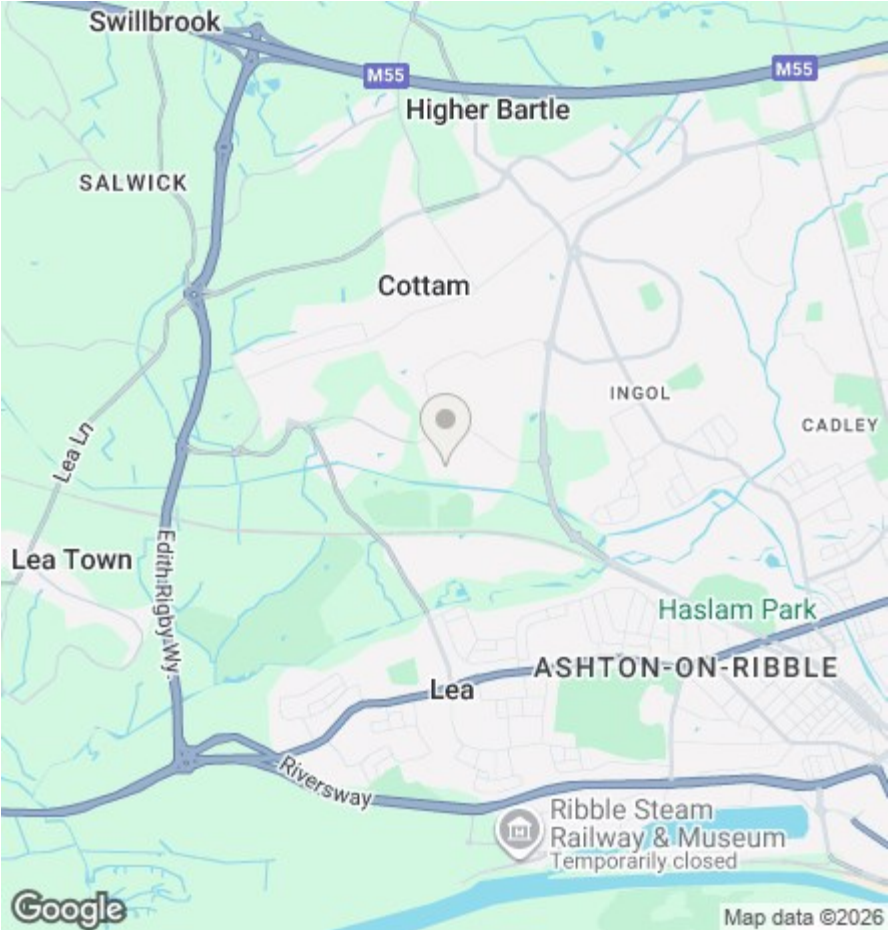 Swillbrook
M55
M55
Higher Bartle
SALWICK
Cottam
INGOL
CADLEY
Lea Ln
Lea Town
Edith Rigby Wy.
Haslam Park
ASHTON-ON-RIBBLE
Lea
Riversway
Ribble Steam
Railway & Museum
Temporarily closed
Google
Map data ©2026